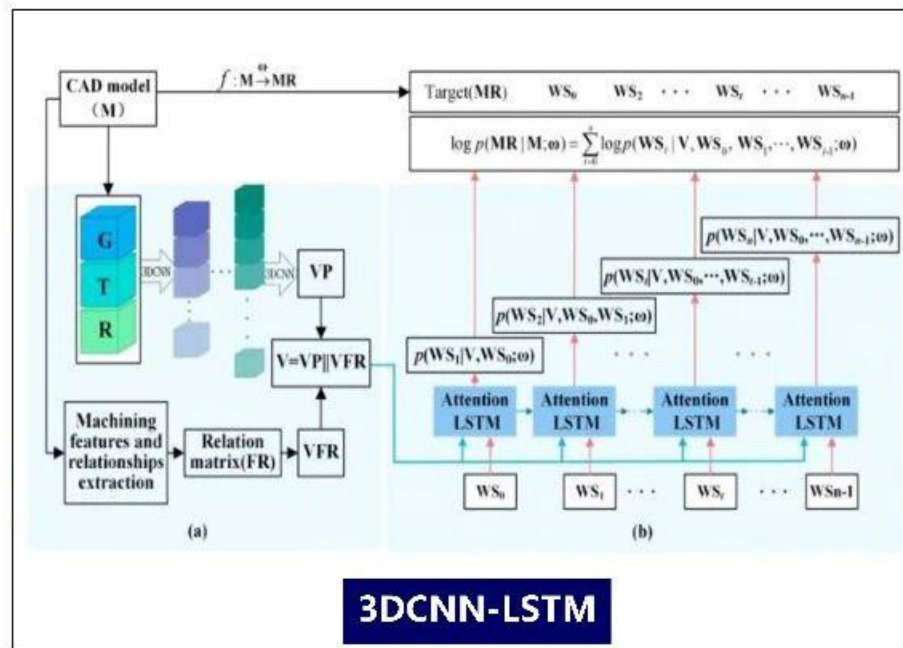 CAD model
(M)
f : M →^ω MR
Target(MR) WS₀ WS₂ · · · WSₜ · · · WSₙ₋₁
log p(MR | M;ω) = ∑ log p(WSᵢ | V, WS₀, WS₁,···, WSᵢ₋₁;ω)
G
T
R
3DCNN
· · ·
3DCNN
VP
V=VP||VFR
Machining
features and
relationships
extraction
Relation
matrix(FR)
VFR
(a)
p(WSₙ|V,WS₀,···,WSₙ₋₁;ω)
p(WSᵢ|V,WS₀,···,WSᵢ₋₁;ω)
p(WS₂|V,WS₀,WS₁;ω)
p(WS₁|V,WS₀;ω)
· · · · · ·
Attention
LSTM
Attention
LSTM
Attention
LSTM
Attention
LSTM
WS₀ WS₁ · · · WSₜ · · · WSn-1
(b)
3DCNN-LSTM